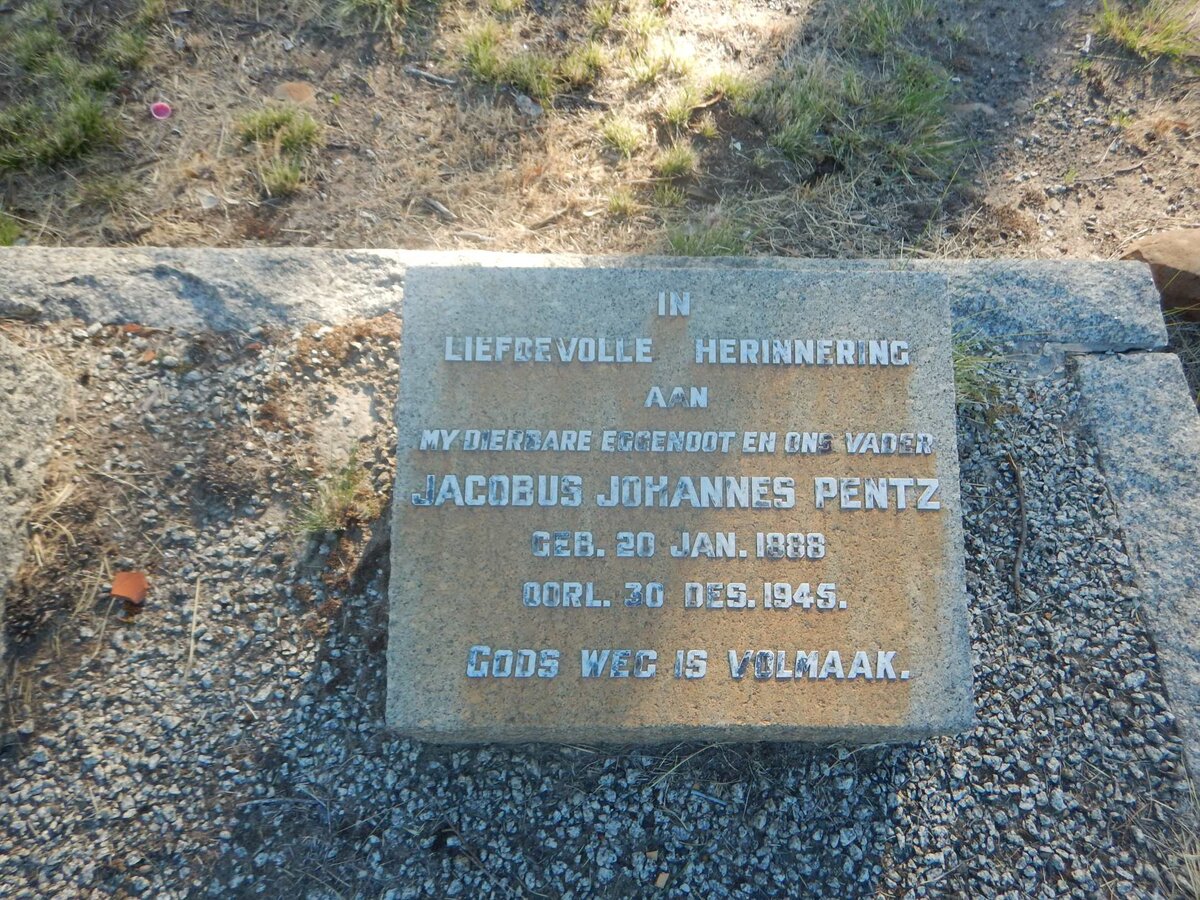 IN
LIEFDEVOLLE HERINNERING
AAN
MY DIERBARE EGGENOOT EN ONS VADER
JACOBUS JOHANNES PENTZ
GEB. 20 JAN. 1888
OORL. 30 DES. 1945.
GODS WEG IS VOLMAAK.